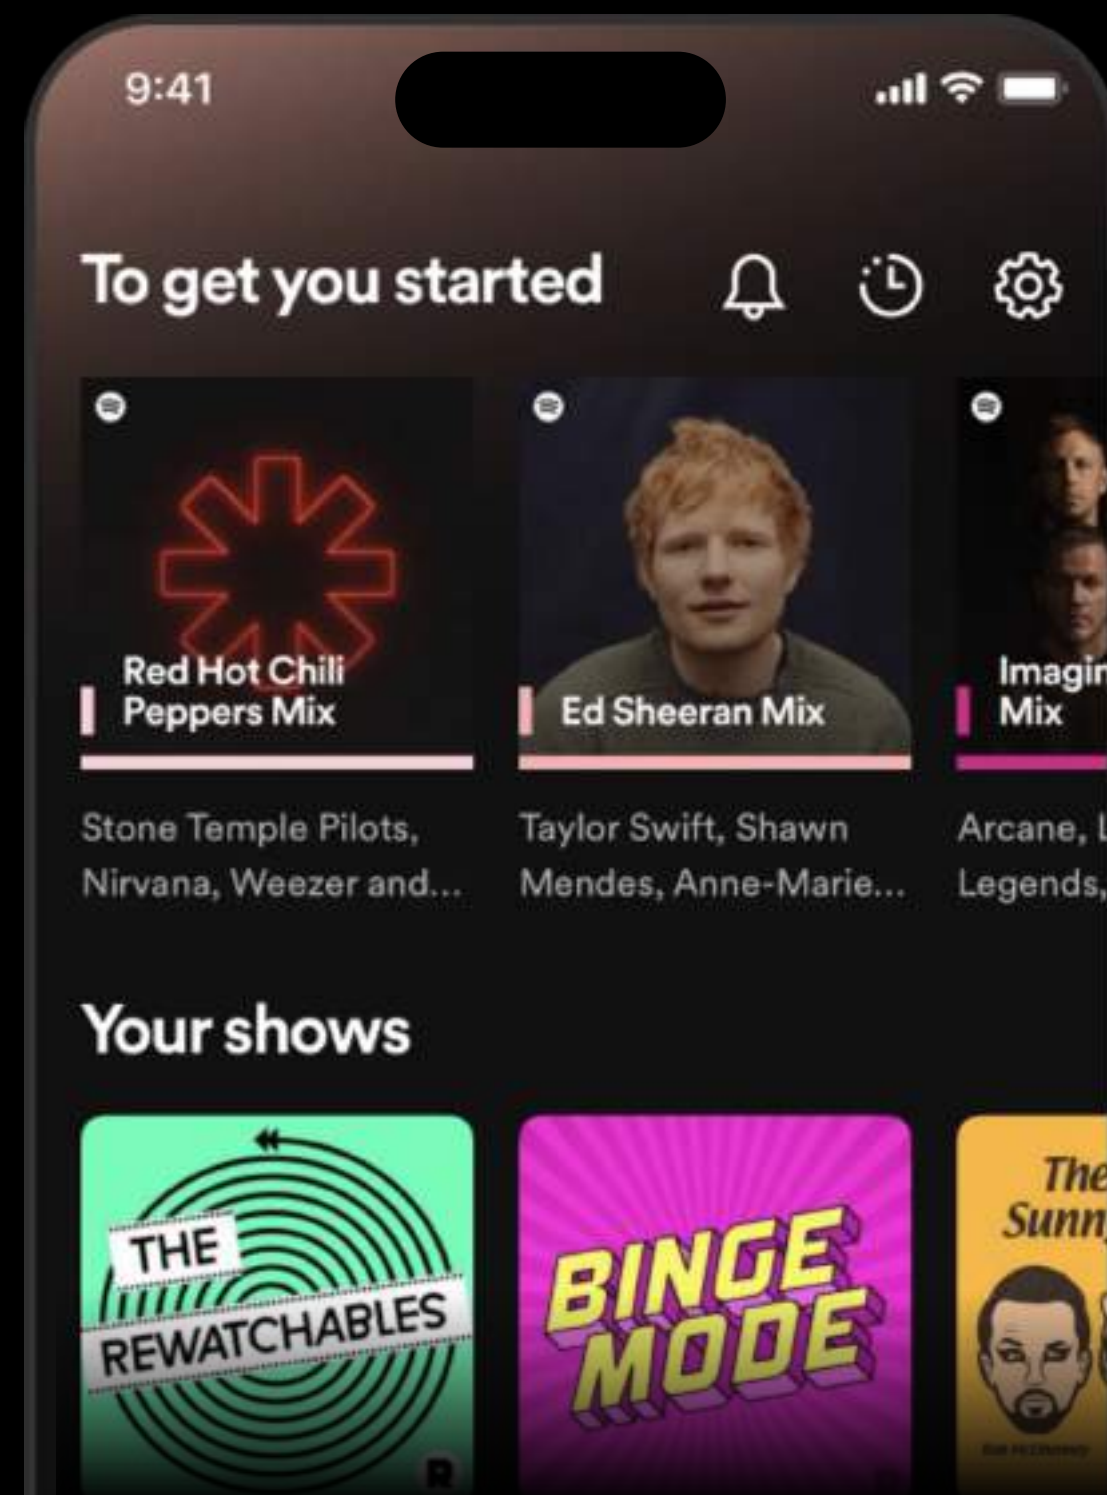 9:41
To get you started
Red Hot Chili
Peppers Mix
Ed Sheeran Mix
Imagin
Mix
Stone Temple Pilots,
Nirvana, Weezer and...
Taylor Swift, Shawn
Mendes, Anne-Marie...
Arcane, L
Legends,
Your shows
THE
REWATCHABLES
R
BINGE
MODE
The
Sunn